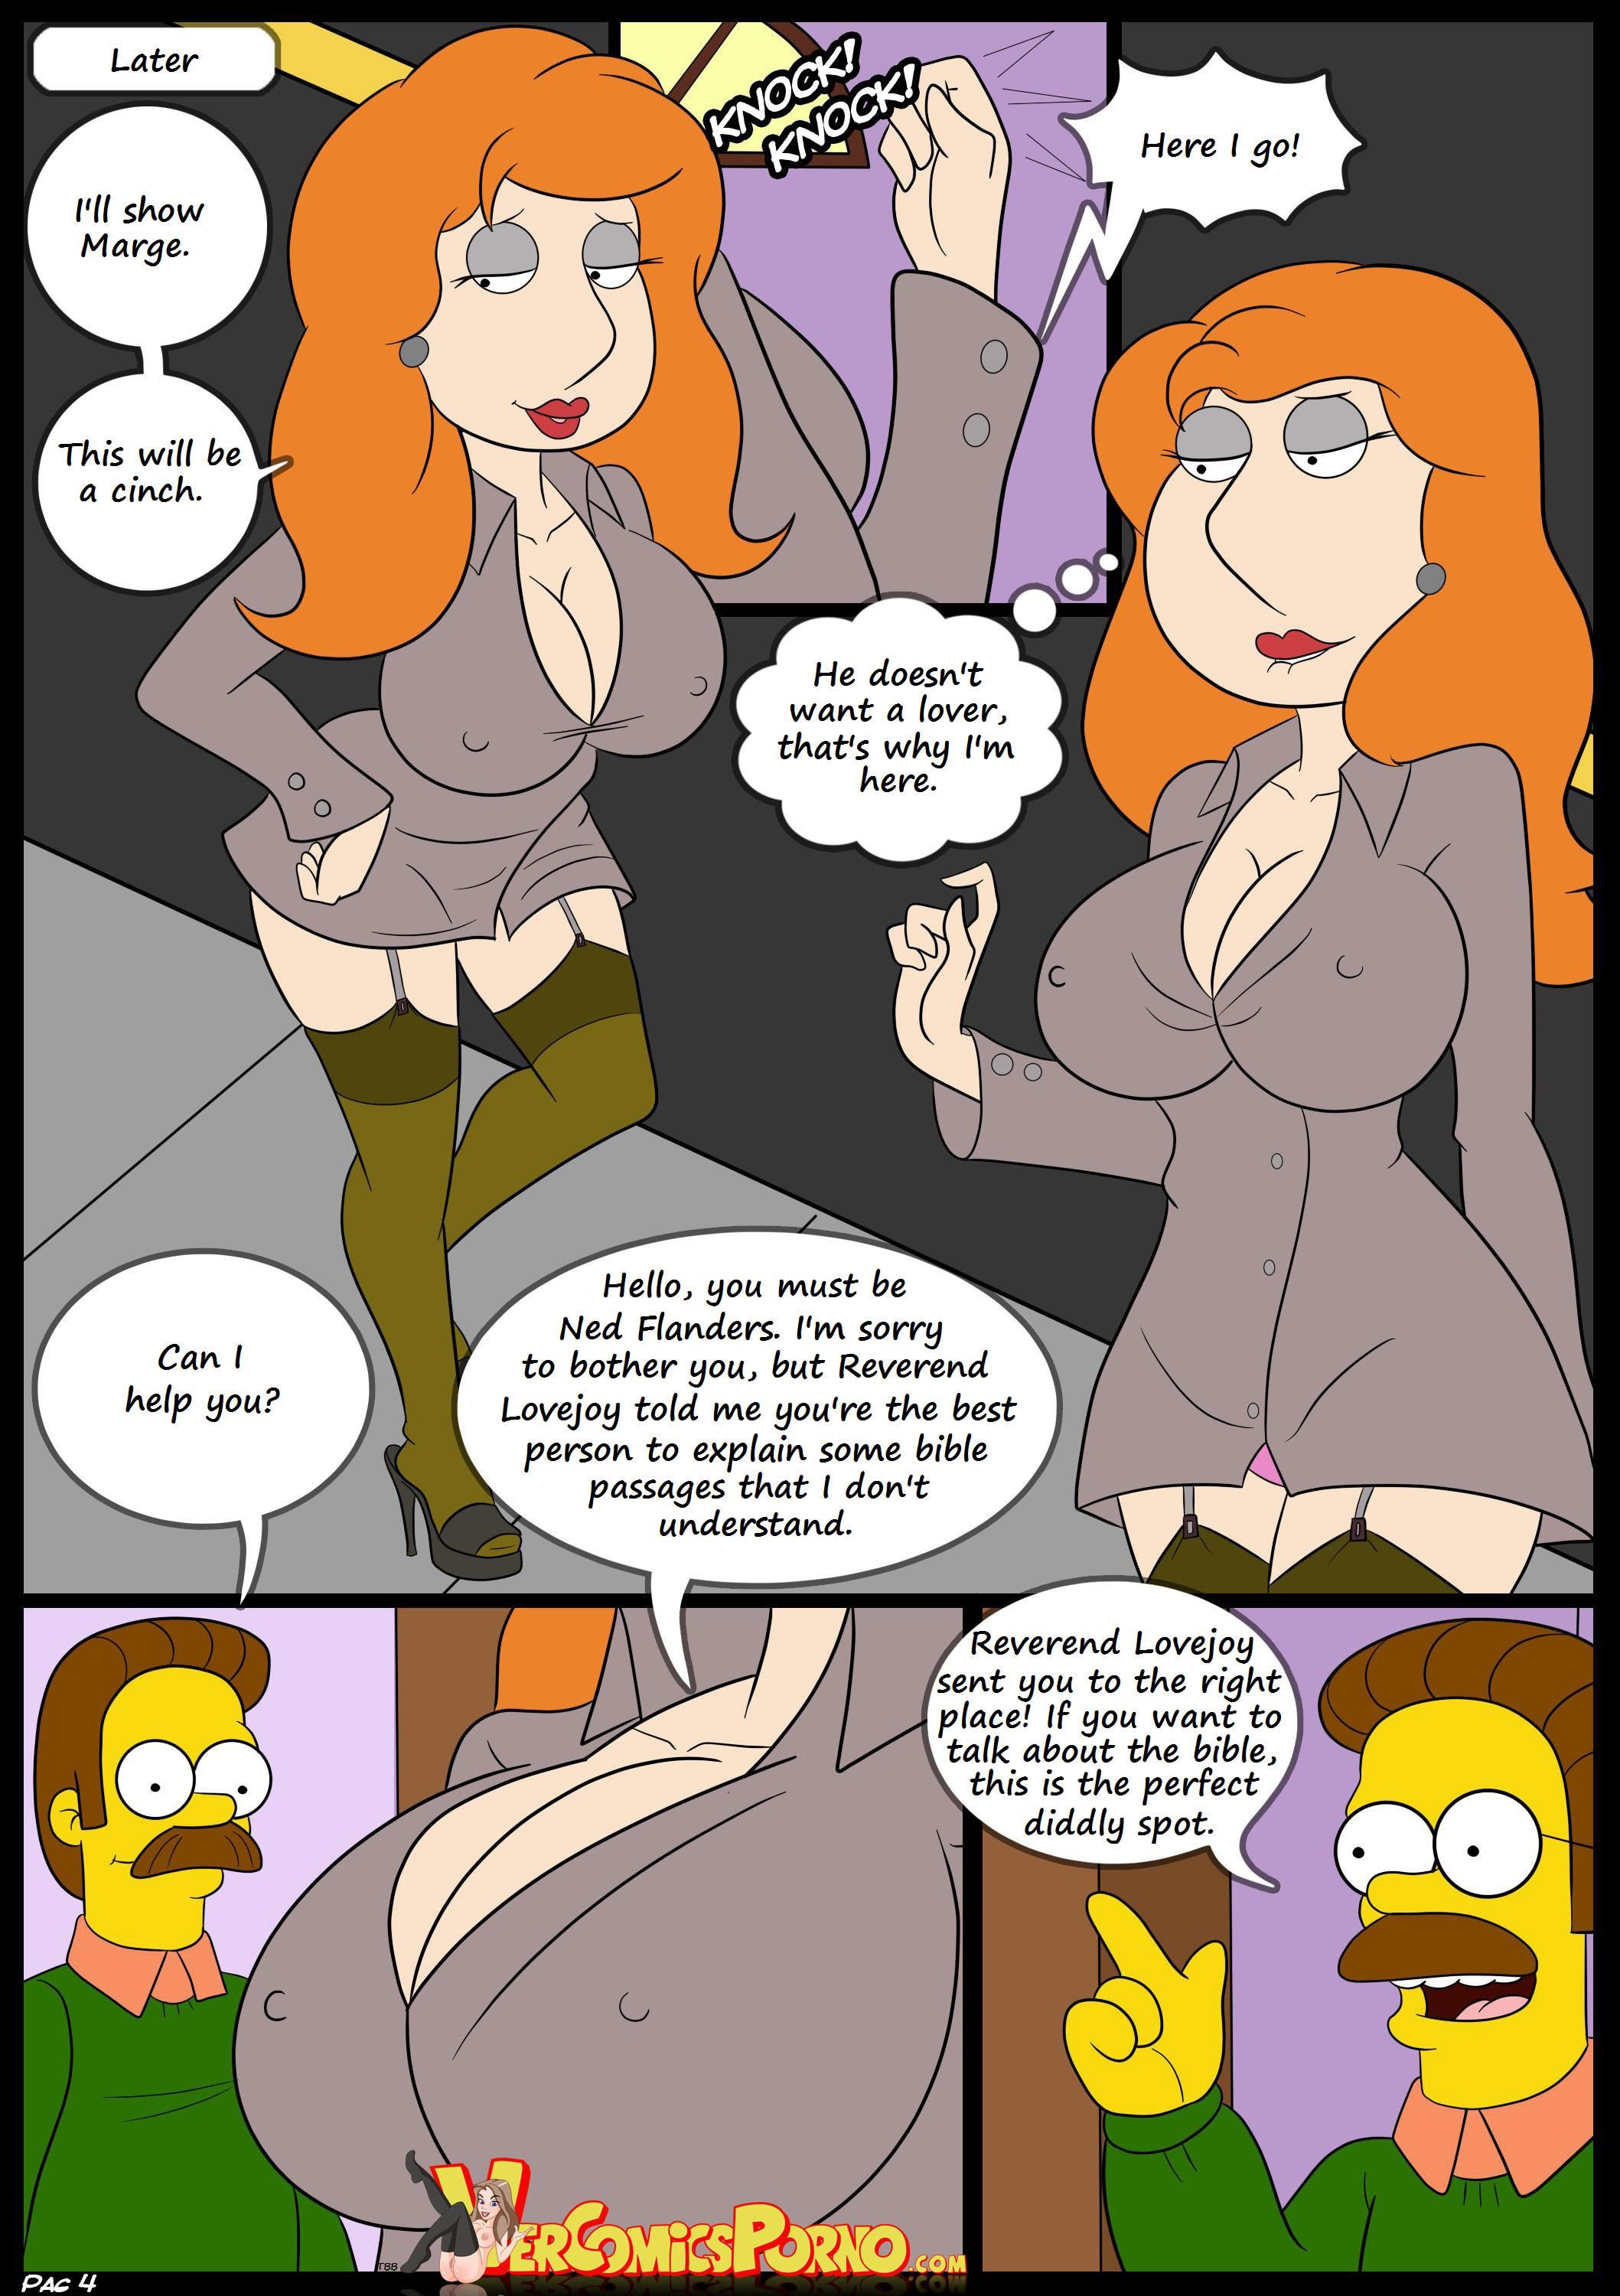 Later
I'll show
Marge.
This will be
a cinch.
KNOCK!
KNOCK!
Here I go!
He doesn't
want a lover,
that's why I'm
here.
Can I
help you?
Hello, you must be
Ned Flanders. I'm sorry
to bother you, but Reverend
Lovejoy told me you're the best
person to explain some bible
passages that I don't
understand.
Reverend Lovejoy
sent you to the right
place! If you want to
talk about the bible,
this is the perfect
diddly spot.
TBB
VERCOMICSPORNO.COM
PAG 4